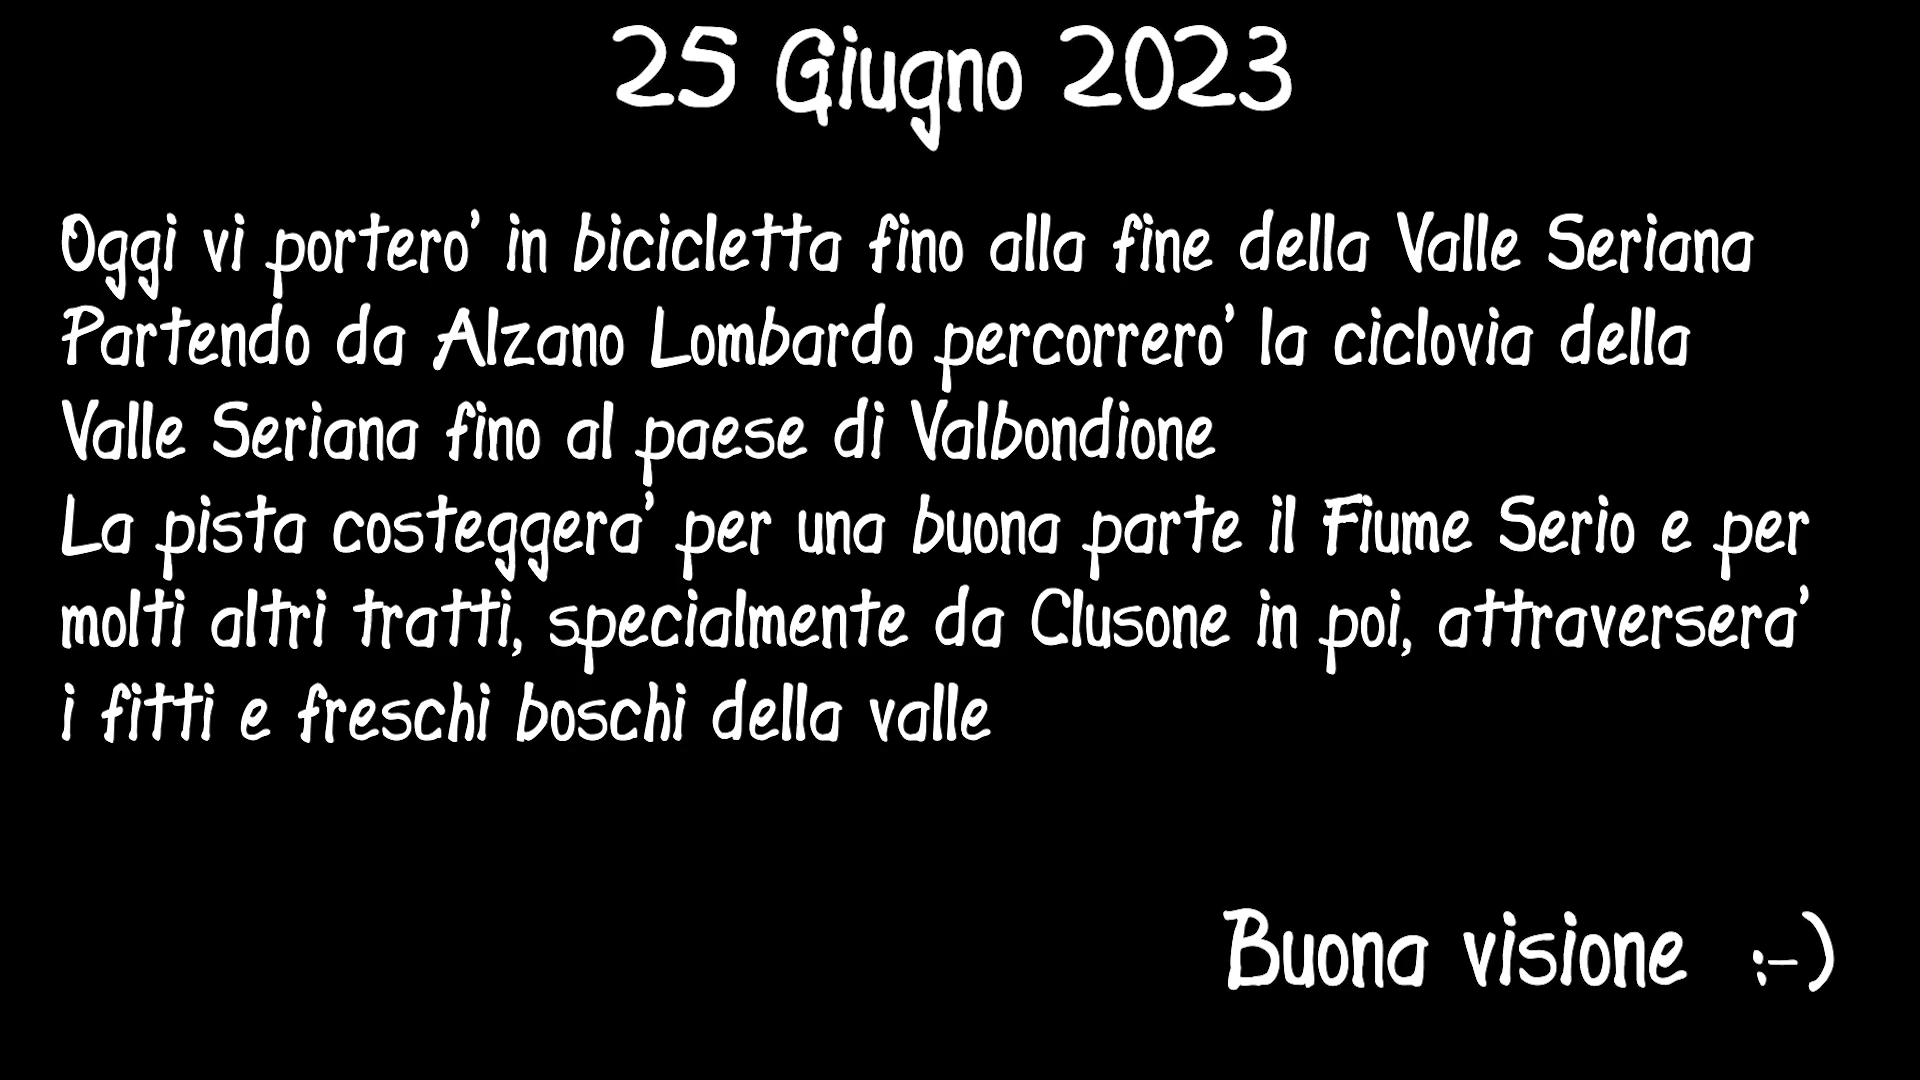 25 Giugno 2023
Oggi vi portero' in bicicletta fino alla fine della Valle Seriana
Partendo da Alzano Lombardo percorrero' la ciclovia della
Valle Seriana fino al paese di Valbondione
La pista costeggera' per una buona parte il Fiume Serio e per
molti altri tratti, specialmente da Clusone in poi, attraversera'
i fitti e freschi boschi della valle
Buona visione :-)